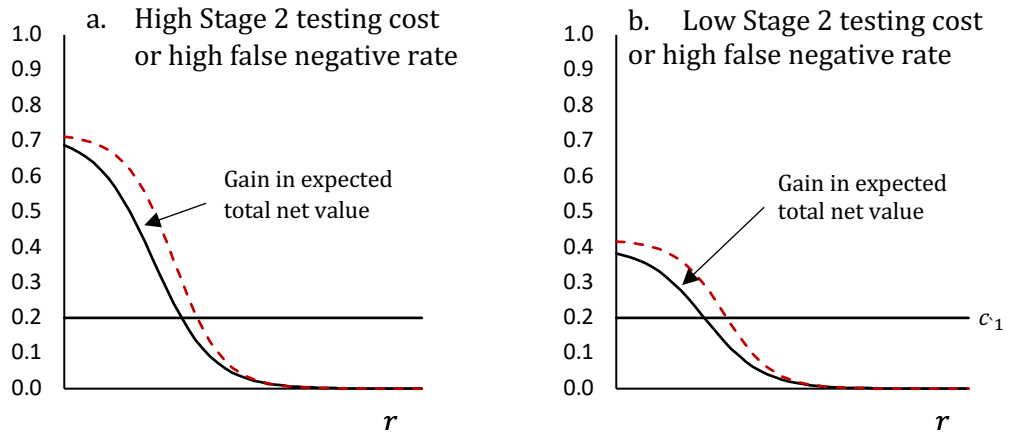 a. High Stage 2 testing cost
or high false negative rate
1.0
0.9
0.8
0.7
0.6
0.5
0.4
0.3
0.2
0.1
0.0
Gain in expected
total net value
r
b. Low Stage 2 testing cost
or high false negative rate
1.0
0.9
0.8
0.7
0.6
0.5
0.4
0.3
0.2
0.1
0.0
Gain in expected
total net value
c`1
r